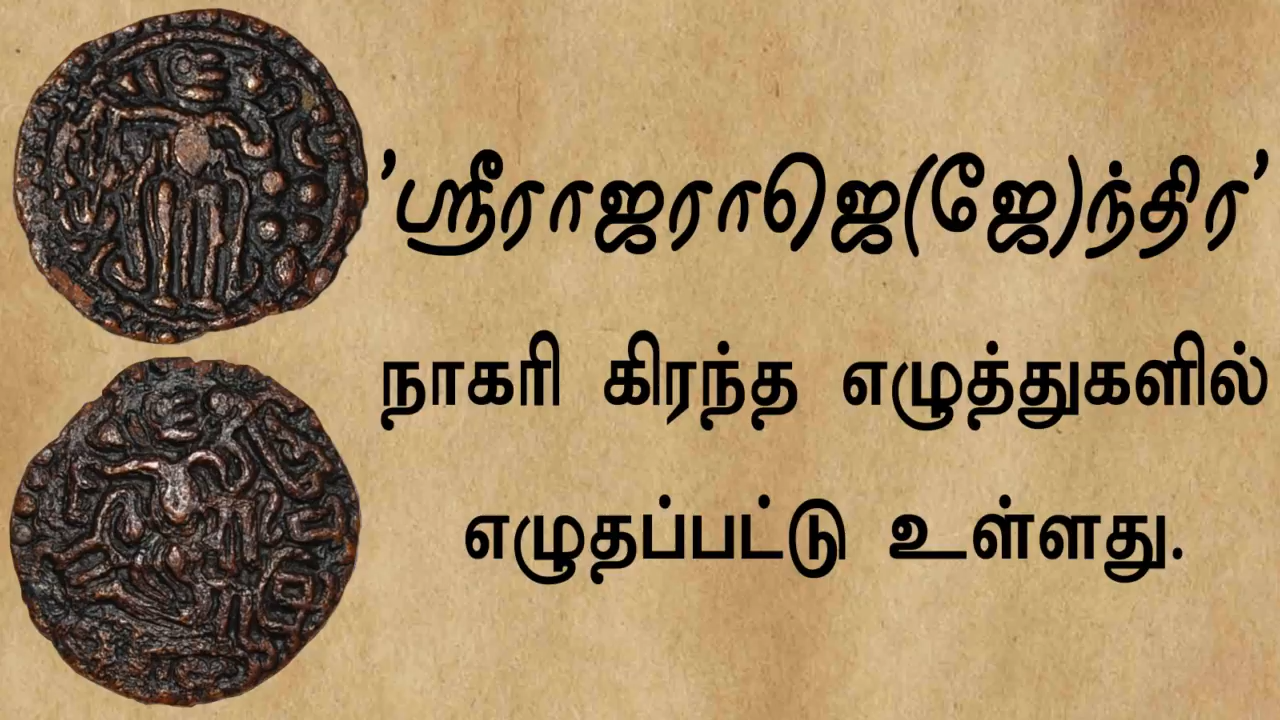 'ஸ்ரீராஜராஜெ(ஜே)ந்திர'
நாகரி கிரந்த எழுத்துகளில்
எழுதப்பட்டு உள்ளது.